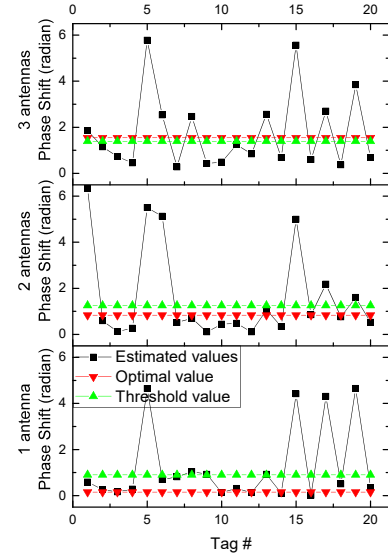 0 5 10 15 20
6
4
2
0
3 antennas
Phase Shift (radian)
6
4
2
0
2 antennas
Phase Shift (radian)
6
4
2
0
1 antenna
Phase Shift (radian)
Estimated values
Optimal value
Threshold value
0 5 10 15 20
Tag #